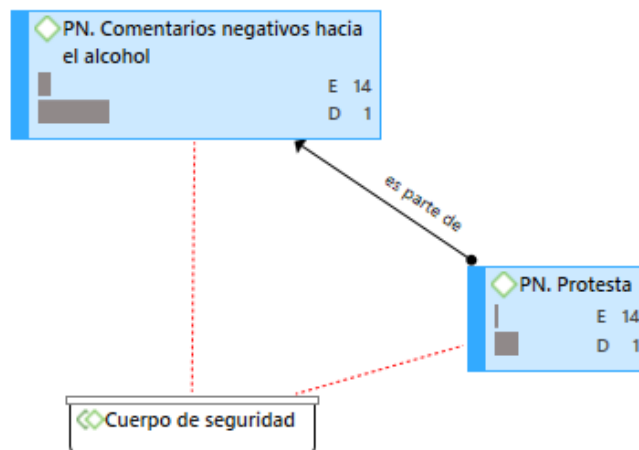 PN. Comentarios negativos hacia
el alcohol
E 14
D 1
es parte de
PN. Protesta
E 14
D 1
Cuerpo de seguridad